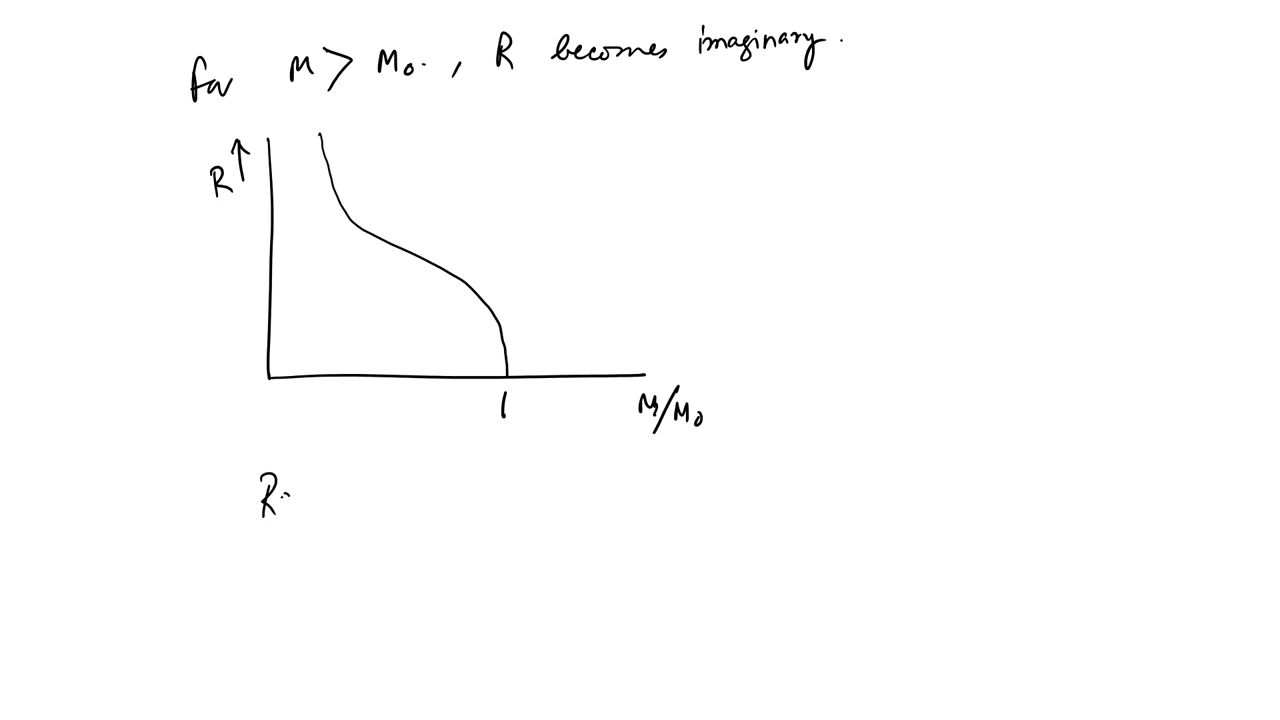 For M > M₀. , R becomes imaginary.
R ↑
1
M/M₀
R